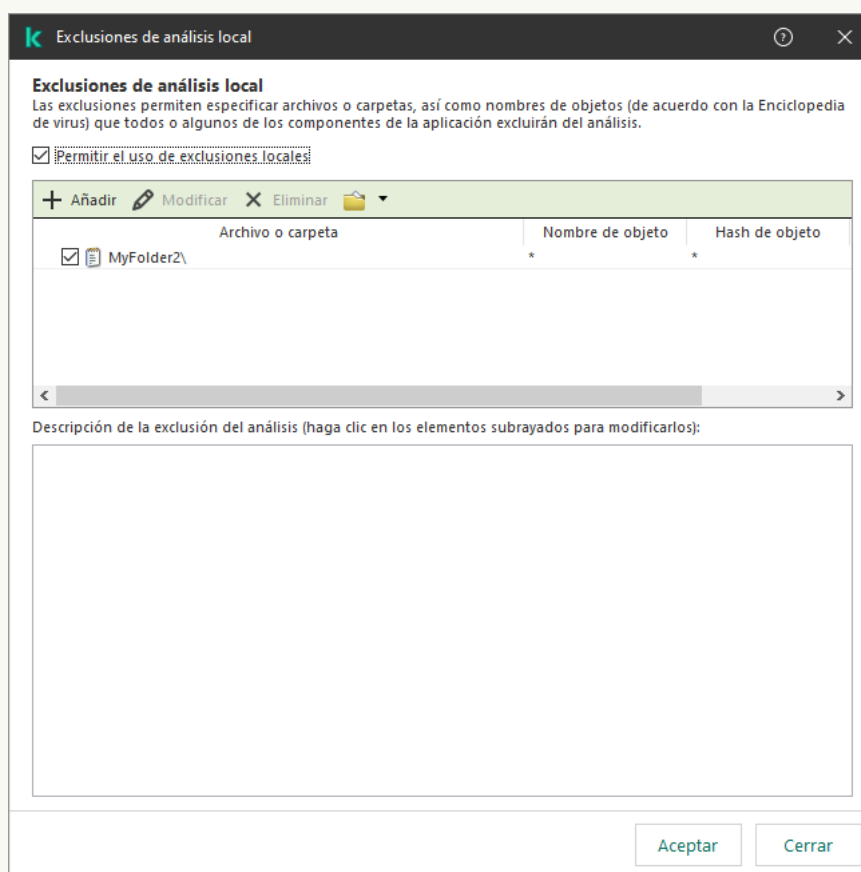 Exclusiones de análisis local
Exclusiones de análisis local
Las exclusiones permiten especificar archivos o carpetas, así como nombres de objetos (de acuerdo con la Enciclopedia
de virus) que todos o algunos de los componentes de la aplicación excluirán del análisis.
Permitir el uso de exclusiones locales
Añadir Modificar Eliminar
Archivo o carpeta Nombre de objeto Hash de objeto
MyFolder2\ * *
Descripción de la exclusión del análisis (haga clic en los elementos subrayados para modificarlos):
Aceptar Cerrar